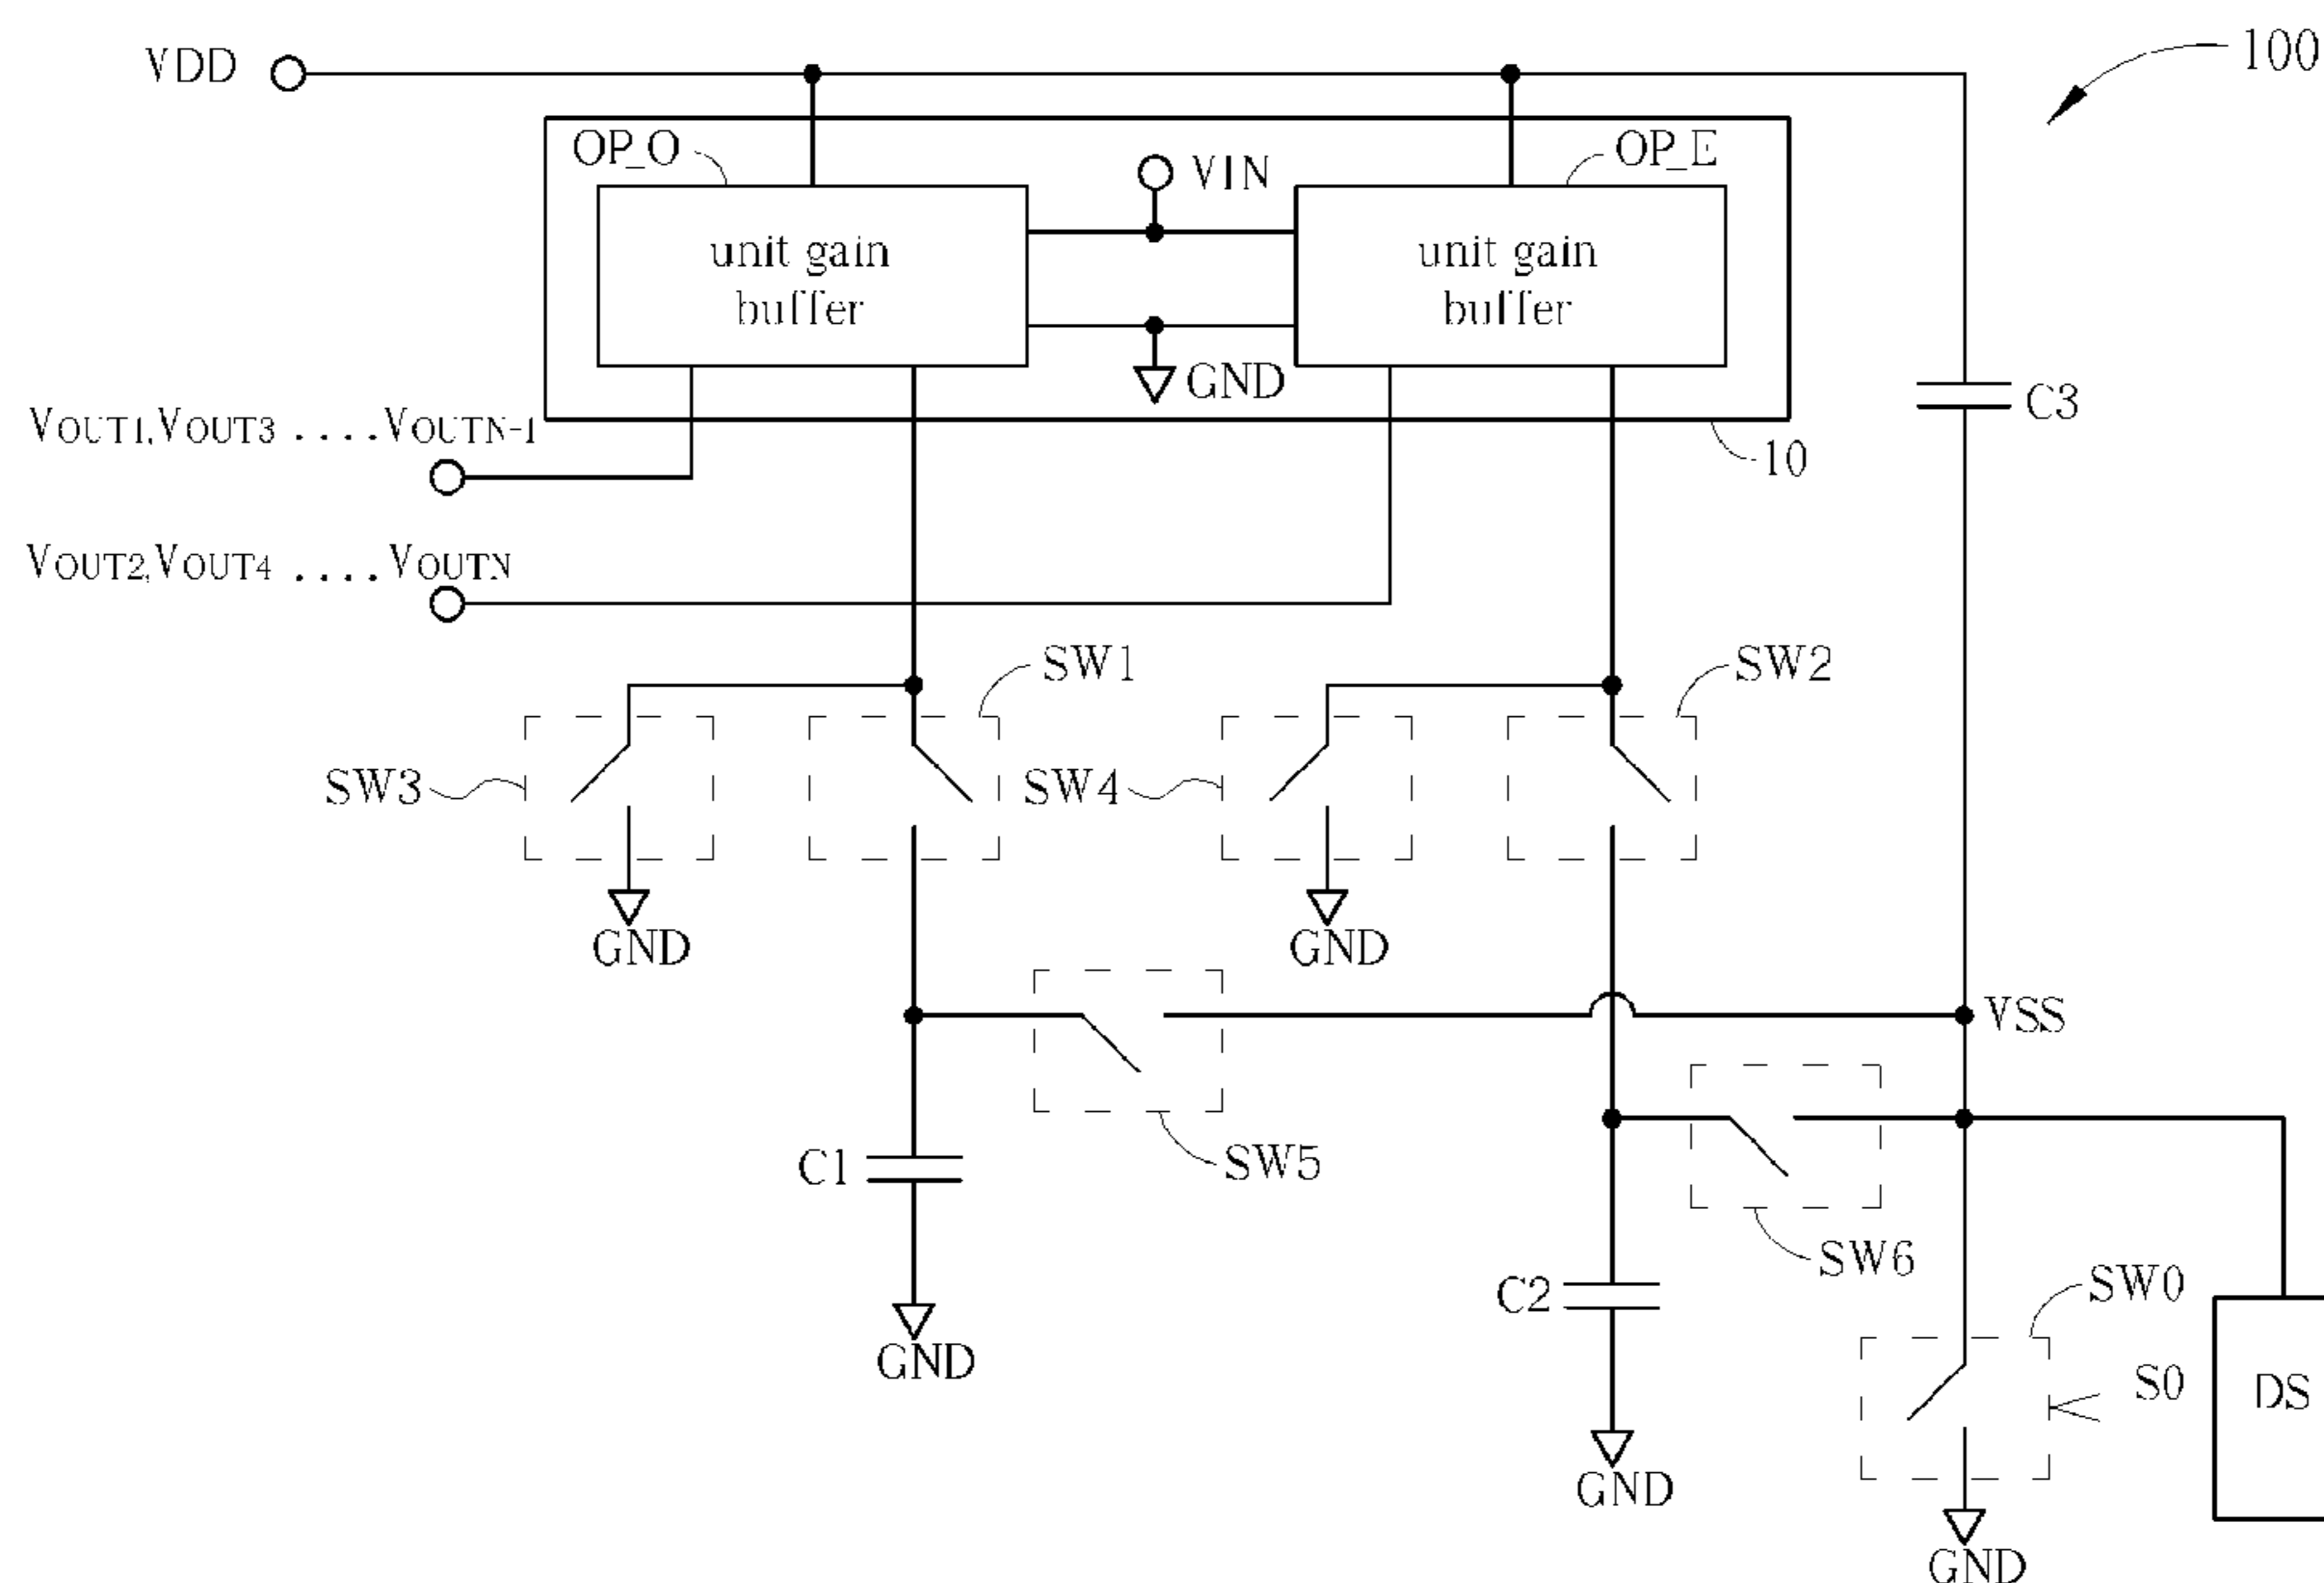 VDD
100
OP_O
VIN
OP_E
unit gain
buffer
unit gain
buffer
GND
C3
VOUT1,VOUT3 ....VOUTN-1
10
VOUT2,VOUT4 ....VOUTN
SW1
SW2
SW3
SW4
GND
GND
VSS
C1
SW5
SW6
C2
SW0
GND
S0
DS
GND
GND